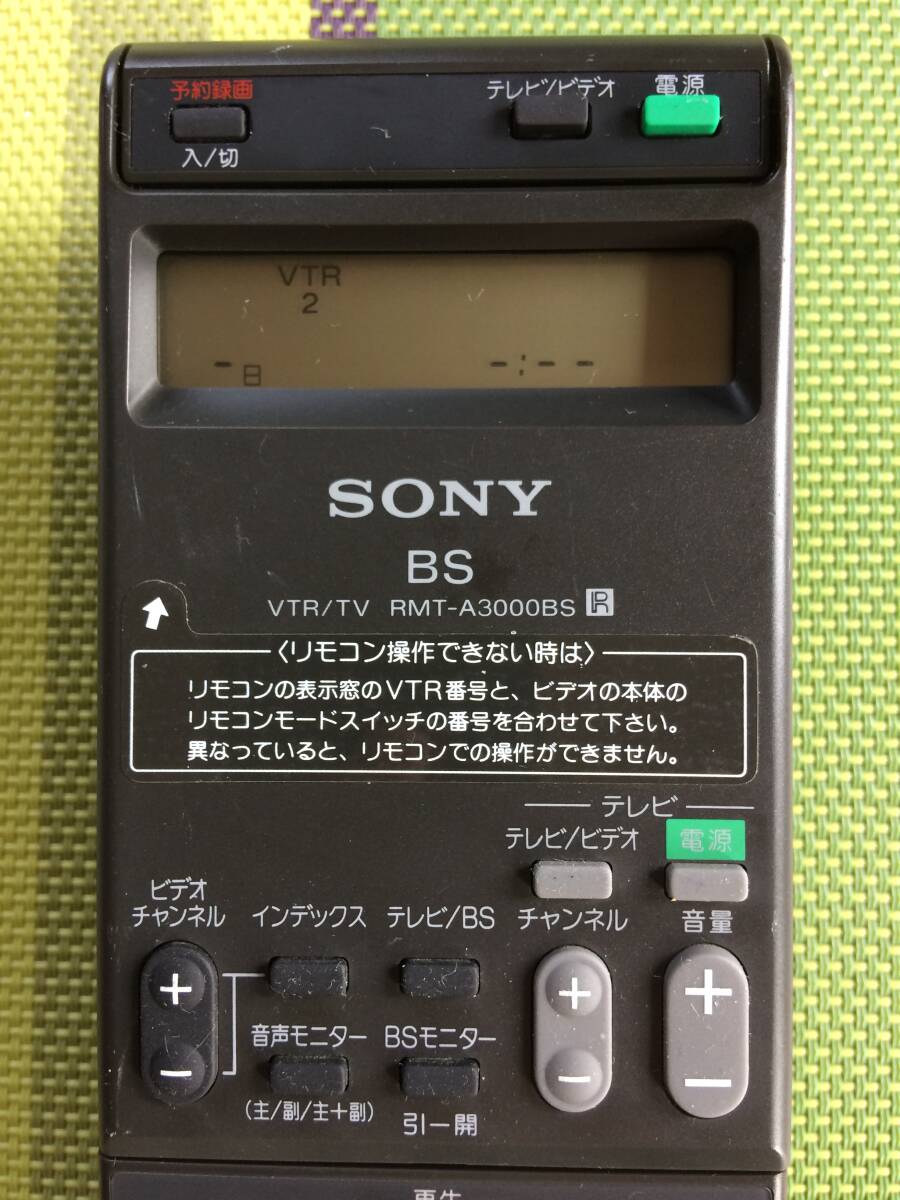 予約録画
テレビ/ビデオ
電源
入/切
VTR
2
- 日 -:--
SONY
BS
VTR/TV RMT-A3000BS R
〈リモコン操作できない時は〉
リモコンの表示窓のVTR番号と、ビデオの本体の
リモコンモードスイッチの番号を合わせて下さい。
異なっていると、リモコンでの操作ができません。
テレビ
テレビ/ビデオ
電源
ビデオ
チャンネル
インデックス
テレビ/BS
チャンネル
音量
+
+
+
音声モニター
BSモニター
−
−
−
(主/副/主+副)
引ー開